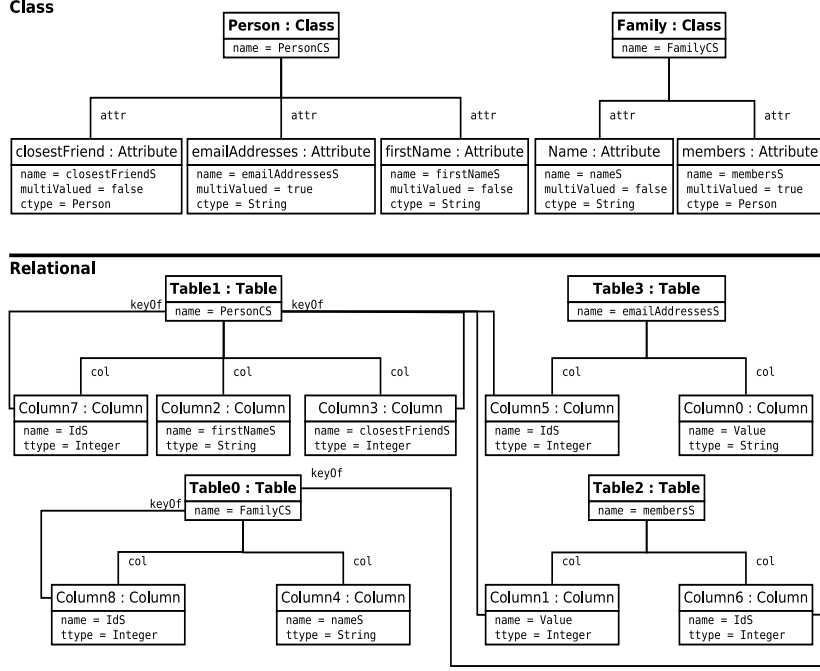 Class
Person : Class
name = PersonCS
Family : Class
name = FamilyCS
attr
attr
attr
attr
attr
closestFriend : Attribute
name = closestFriendS
multiValued = false
ctype = Person
emailAddresses : Attribute
name = emailAddressesS
multiValued = true
ctype = String
firstName : Attribute
name = firstNameS
multiValued = false
ctype = String
Name : Attribute
name = nameS
multiValued = false
ctype = String
members : Attribute
name = membersS
multiValued = true
ctype = Person
Relational
Table1 : Table
name = PersonCS
keyOf
keyOf
Table3 : Table
name = emailAddressesS
col
col
col
col
col
Column7 : Column
name = IdS
ttype = Integer
Column2 : Column
name = firstNameS
ttype = String
Column3 : Column
name = closestFriendS
ttype = Integer
Column5 : Column
name = IdS
ttype = Integer
Column0 : Column
name = Value
ttype = String
Table0 : Table
name = FamilyCS
keyOf
keyOf
Table2 : Table
name = membersS
col
col
col
col
Column8 : Column
name = IdS
ttype = Integer
Column4 : Column
name = nameS
ttype = String
Column1 : Column
name = Value
ttype = Integer
Column6 : Column
name = IdS
ttype = Integer